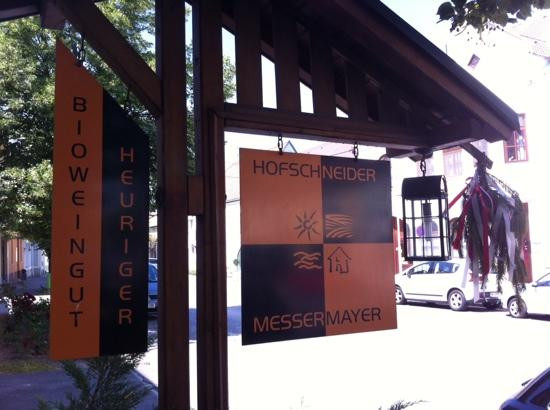 BIOWEINGUT
HEURIGER
HOFSCHNEIDER
MESSERMAYER